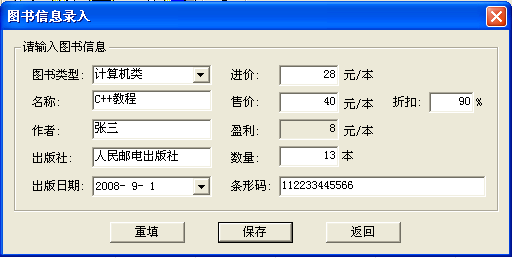 图书信息录入
请输入图书信息
图书类型: 计算机类 进价: 28 元/本
名称: C++教程 售价: 40 元/本 折扣: 90 %
作者: 张三 盈利: 8 元/本
出版社: 人民邮电出版社 数量: 13 本
出版日期: 2008- 9- 1 条形码: 112233445566
重填 保存 返回